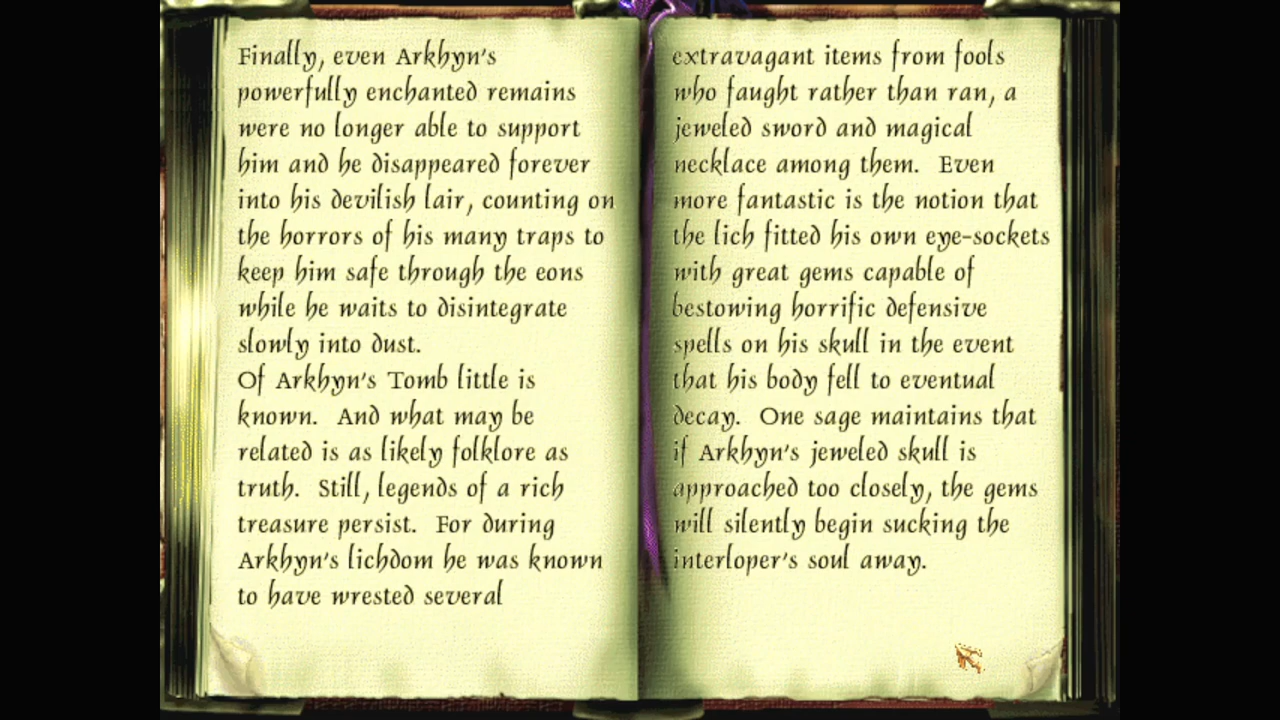 Finally, even Arkhyn's
powerfully enchanted remains
were no longer able to support
him and he disappeared forever
into his devilish lair, counting on
the horrors of his many traps to
keep him safe through the eons
while he waits to disintegrate
slowly into dust.
Of Arkhyn's Tomb little is
known.  And what may be
related is as likely folklore as
truth.  Still, legends of a rich
treasure persist.  For during
Arkhyn's lichdom he was known
to have wrested several
extravagant items from fools
who faught rather than ran, a
jeweled sword and magical
necklace among them.  Even
more fantastic is the notion that
the lich fitted his own eye-sockets
with great gems capable of
bestowing horrific defensive
spells on his skull in the event
that his body fell to eventual
decay.  One sage maintains that
if Arkhyn's jeweled skull is
approached too closely, the gems
will silently begin sucking the
interloper's soul away.